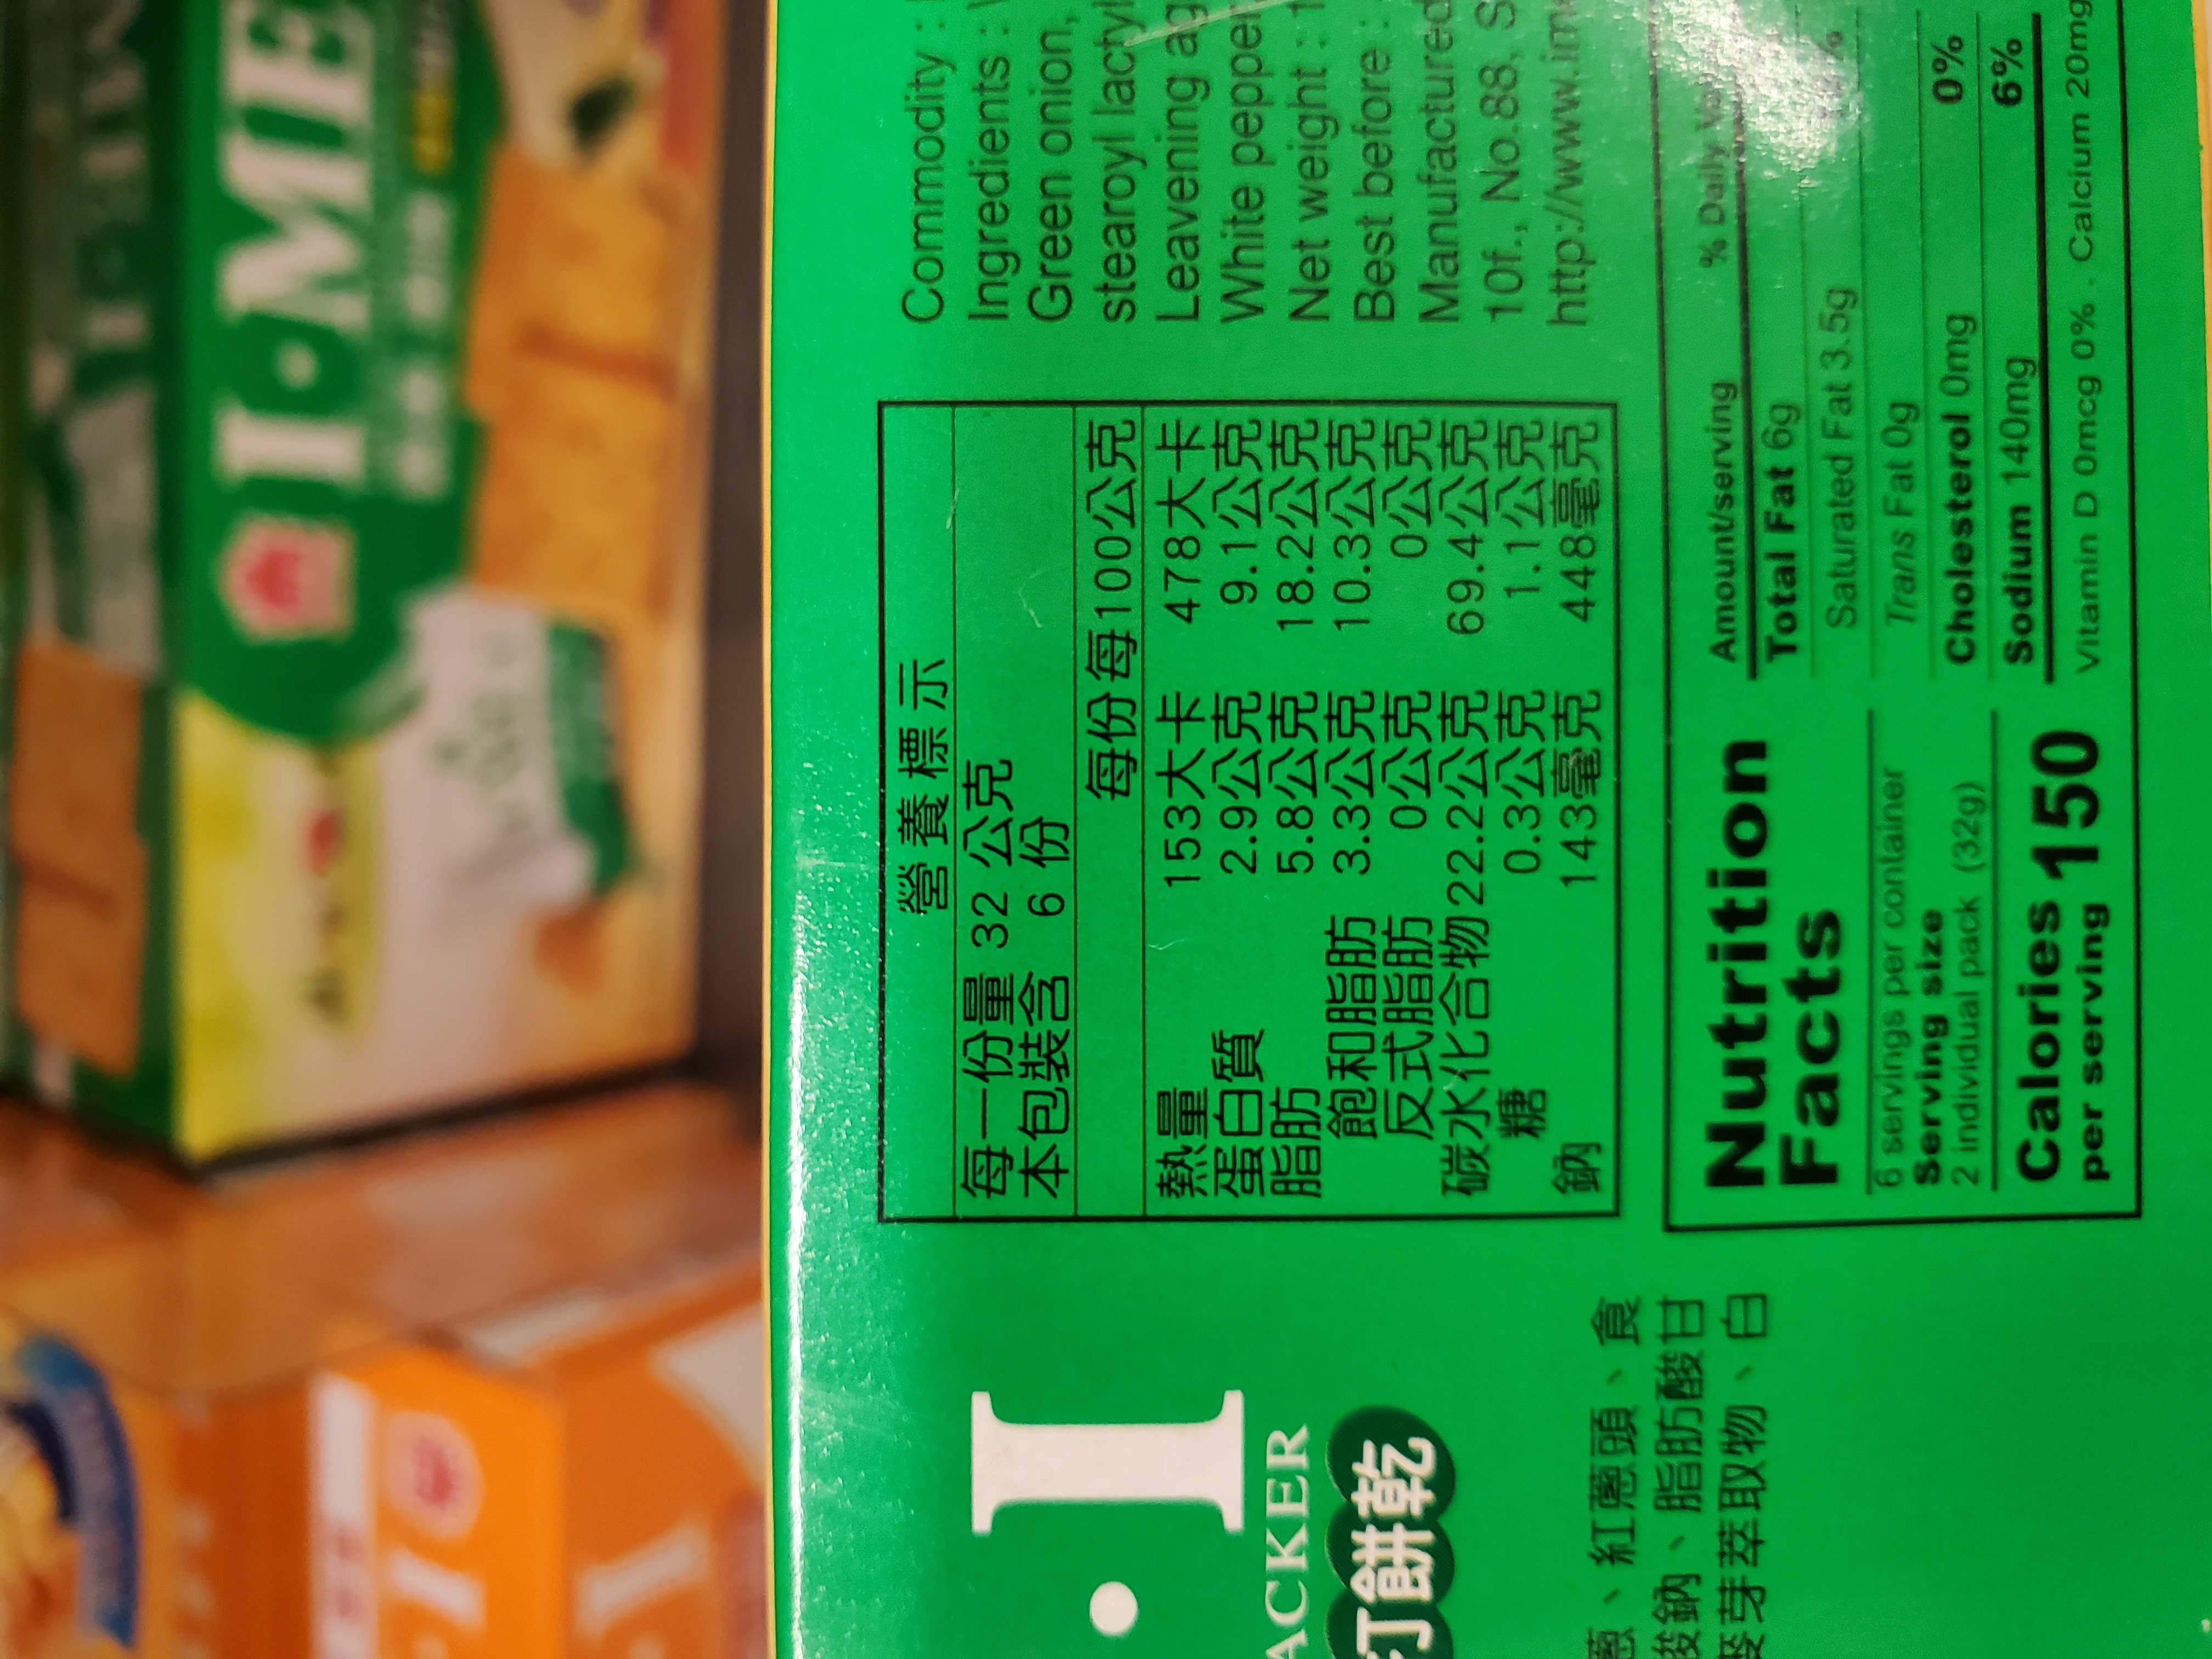 I·ME
·I
ACKER
打餅乾
蔥、紅蔥頭、食
酸鈉、脂肪酸甘
麥芽萃取物、白
營養標示
每一份量 32 公克
本包裝含 6 份
每份 每100公克
熱量 153大卡 478大卡
蛋白質 2.9公克 9.1公克
脂肪 5.8公克 18.2公克
飽和脂肪 3.3公克 10.3公克
反式脂肪 0公克 0公克
碳水化合物 22.2公克 69.4公克
糖 0.3公克 1.1公克
鈉 143毫克 448毫克
Commodity :
Ingredients :
Green onion,
stearoyl lactyl
Leavening ag
White pepper
Net weight : 1
Best before :
Manufactured
10f., No.88, S
http://www.im
Nutrition
Facts
6 servings per container
Serving size
2 individual pack (32g)
Calories
per serving 150
Amount/serving % Daily
Total Fat 6g
Saturated Fat 3.5g
Trans Fat 0g
Cholesterol 0mg 0%
Sodium 140mg 6%
Vitamin D 0mcg 0% . Calcium 20mg